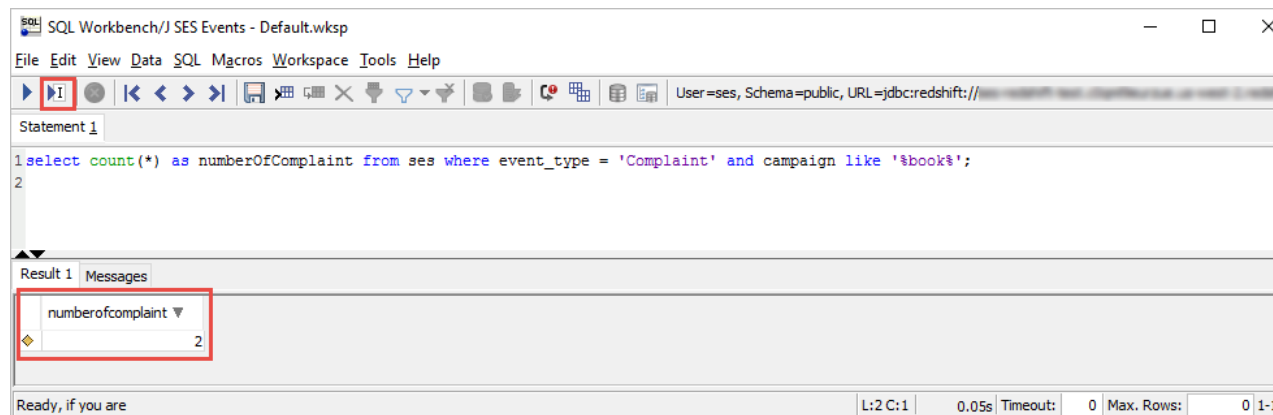 SQL Workbench/J SES Events - Default.wksp
File Edit View Data SQL Macros Workspace Tools Help
User=ses, Schema=public, URL=jdbc:redshift://
Statement 1
1 select count(*) as numberOfComplaint from ses where event_type = 'Complaint' and campaign like '%book%';
2
Result 1 Messages
numberofcomplaint
2
Ready, if you are L:2 C:1 0.05s Timeout: 0 Max. Rows: 0